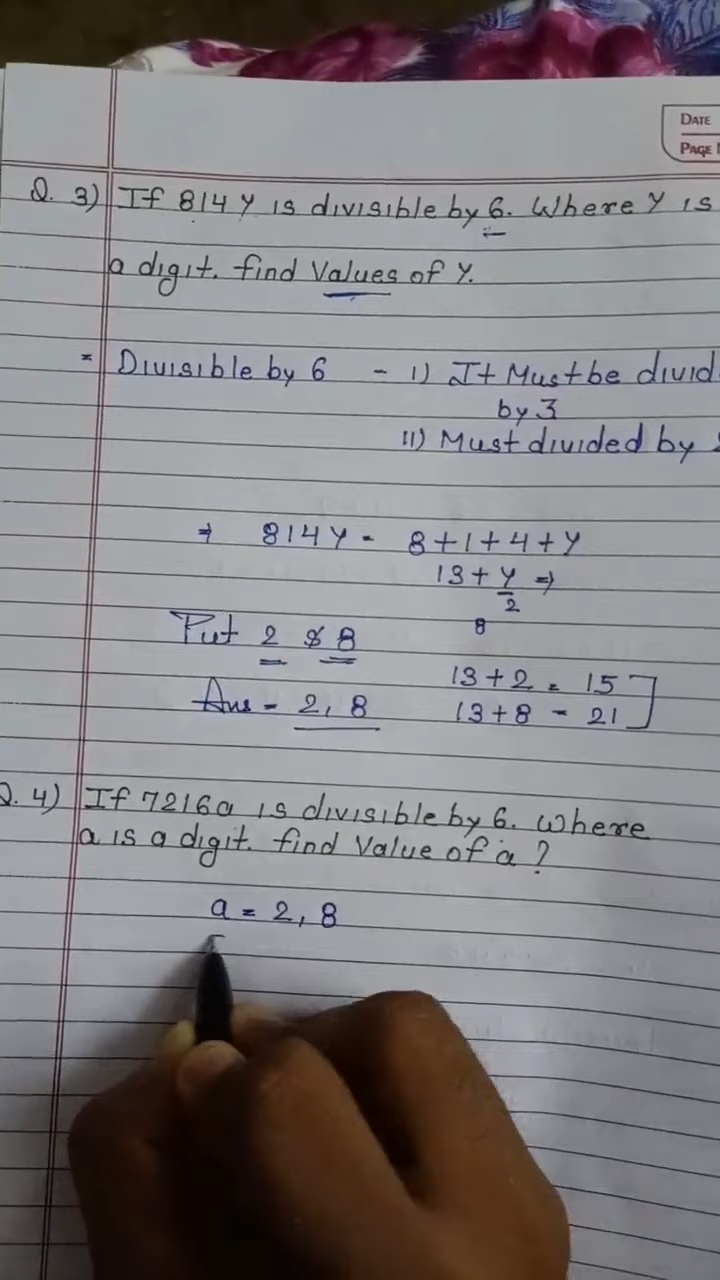 DATE
PAGE
Q. 3) If 814Y is divisible by 6. Where Y is
a digit. find Values of Y.
= Divisible by 6 - i) It Must be divid
by 3
ii) Must divided by
⇒ 814Y = 8+1+4+Y
13+Y ⇒
2
8
Put 2 & 8
13+2 = 15
Ans = 2, 8
13+8 = 21
Q. 4) If 7216a is divisible by 6. Where
a is a digit. find Value of a?
a = 2, 8